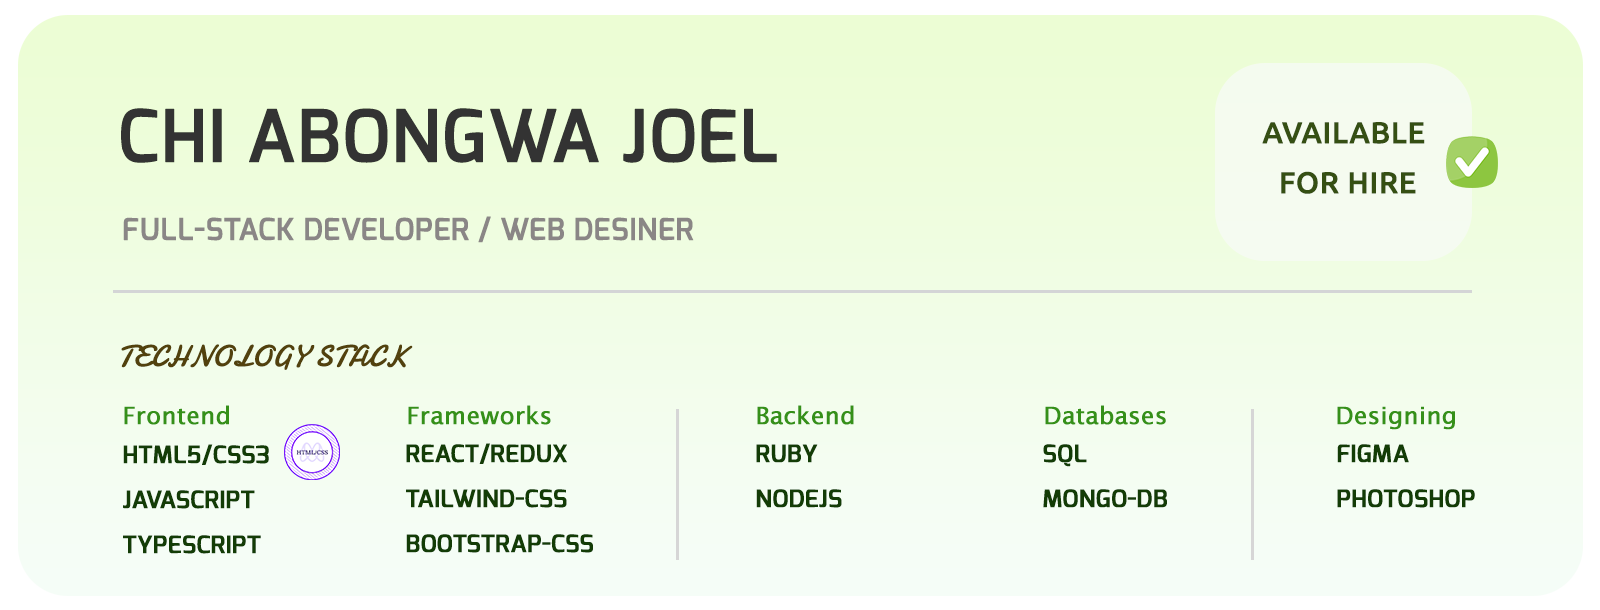 CHI ABONGWA JOEL
AVAILABLE
FOR HIRE
FULL-STACK DEVELOPER / WEB DESINER
TECHNOLOGY STACK
Frontend
HTML5/CSS3
HTML/CSS
JAVASCRIPT
TYPESCRIPT
Frameworks
REACT/REDUX
TAILWIND-CSS
BOOTSTRAP-CSS
Backend
RUBY
NODEJS
Databases
SQL
MONGO-DB
Designing
FIGMA
PHOTOSHOP